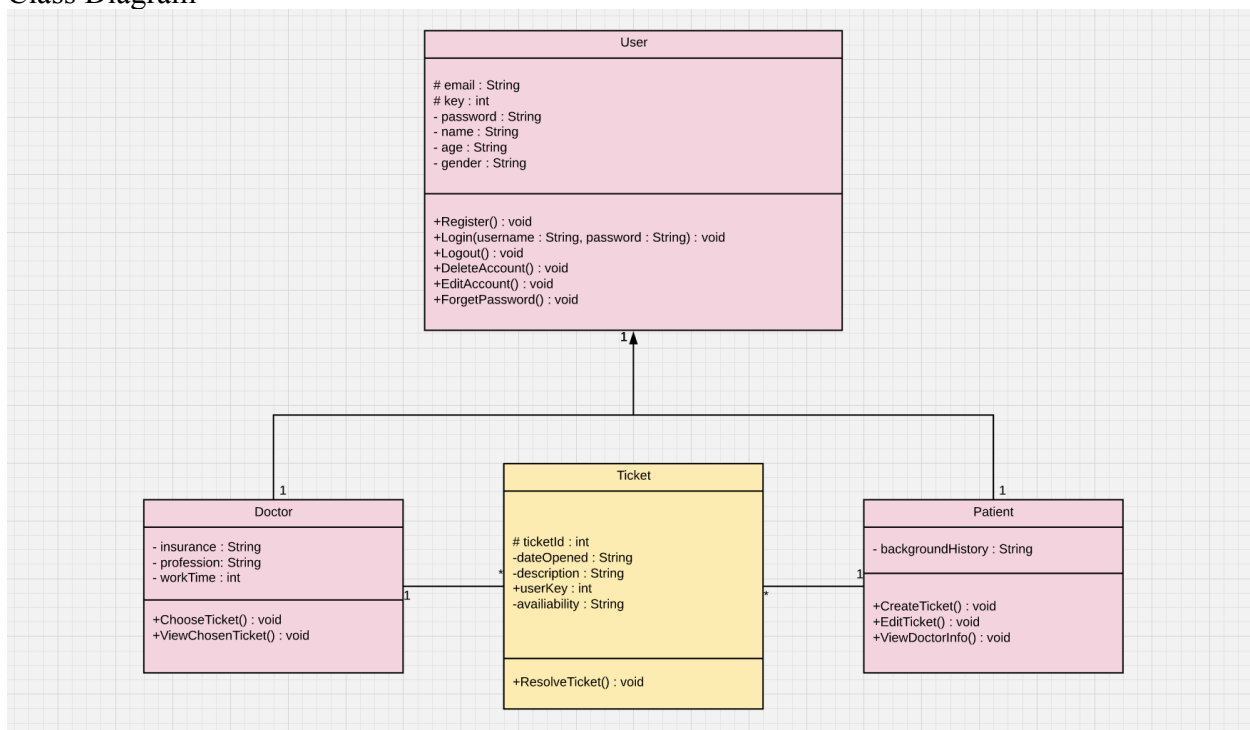 Class Diagram
User
# email : String
# key : int
- password : String
- name : String
- age : String
- gender : String
+Register() : void
+Login(username : String, password : String) : void
+Logout() : void
+DeleteAccount() : void
+EditAccount() : void
+ForgetPassword() : void
1
1
1
Doctor
- insurance : String
- profession: String
- workTime : int
+ChooseTicket() : void
+ViewChosenTicket() : void
1
*
Ticket
# ticketId : int
-dateOpened : String
-description : String
+userKey : int
-availiability : String
+ResolveTicket() : void
*
1
Patient
- backgroundHistory : String
+CreateTicket() : void
+EditTicket() : void
+ViewDoctorInfo() : void